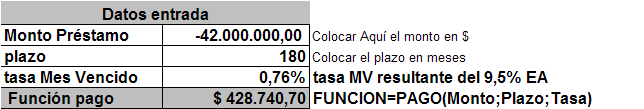 Datos entrada
Monto Préstamo -42.000.000,00 Colocar Aquí el monto en $
plazo 180 Colocar el plazo en meses
tasa Mes Vencido 0,76% tasa MV resultante del 9,5% EA
Función pago $ 428.740,70 FUNCION=PAGO(Monto;Plazo;Tasa)